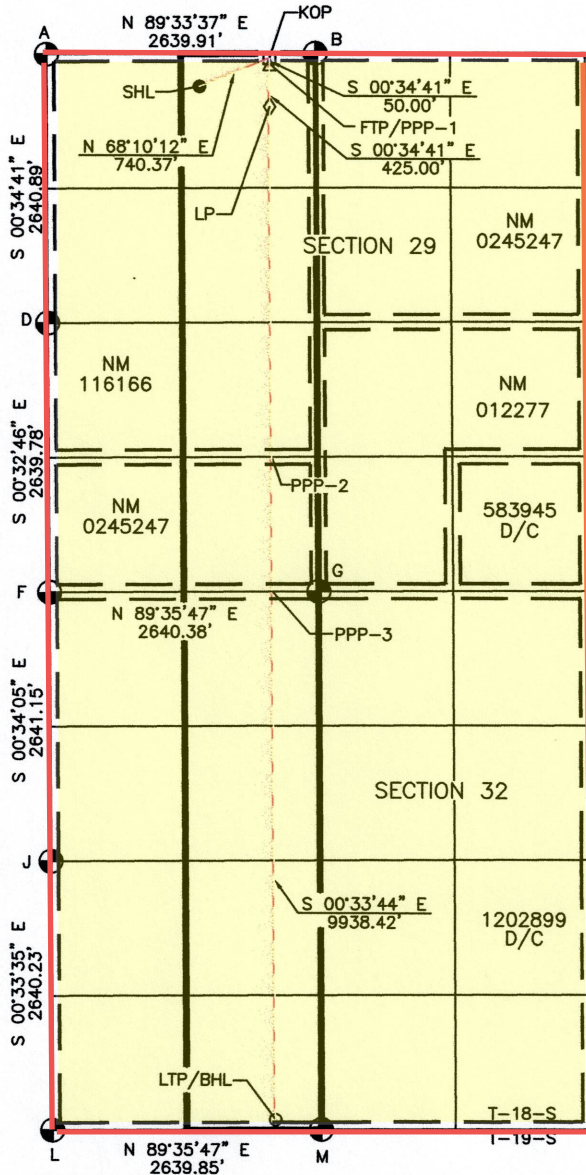 A
N 89°33'37" E
2639.91'
KOP
B
SHL
S 00°34'41" E
50.00'
FTP/PPP-1
N 68°10'12" E
740.37'
S 00°34'41" E
425.00'
S 00°34'41" E
2640.89'
LP
SECTION 29
NM
0245247
D
NM
116166
NM
012277
S 00°32'46" E
2639.78'
PPP-2
NM
0245247
583945
D/C
F
G
N 89°35'47" E
2640.38'
PPP-3
S 00°34'05" E
2641.15'
SECTION 32
J
S 00°33'44" E
9938.42'
1202899
D/C
S 00°33'35" E
2640.23'
LTP/BHL
T-18-S
T-19-S
L
N 89°35'47" E
2639.85'
M